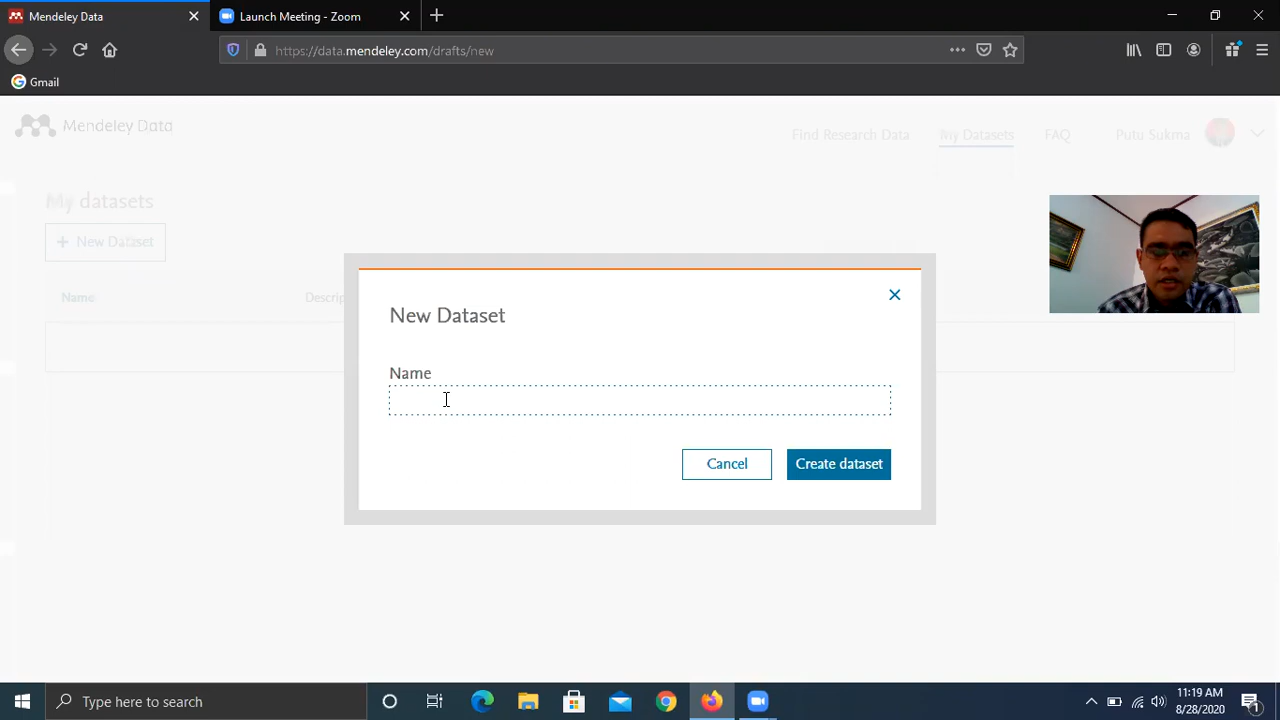 Mendeley Data
Launch Meeting - Zoom
https://data.mendeley.com/drafts/new
Gmail
Mendeley Data
Find Research Data
My Datasets
FAQ
Putu Sukma
My datasets
+ New Dataset
Name
Descrip
New Dataset
Name
Cancel
Create dataset
Type here to search
11:19 AM
8/28/2020
1